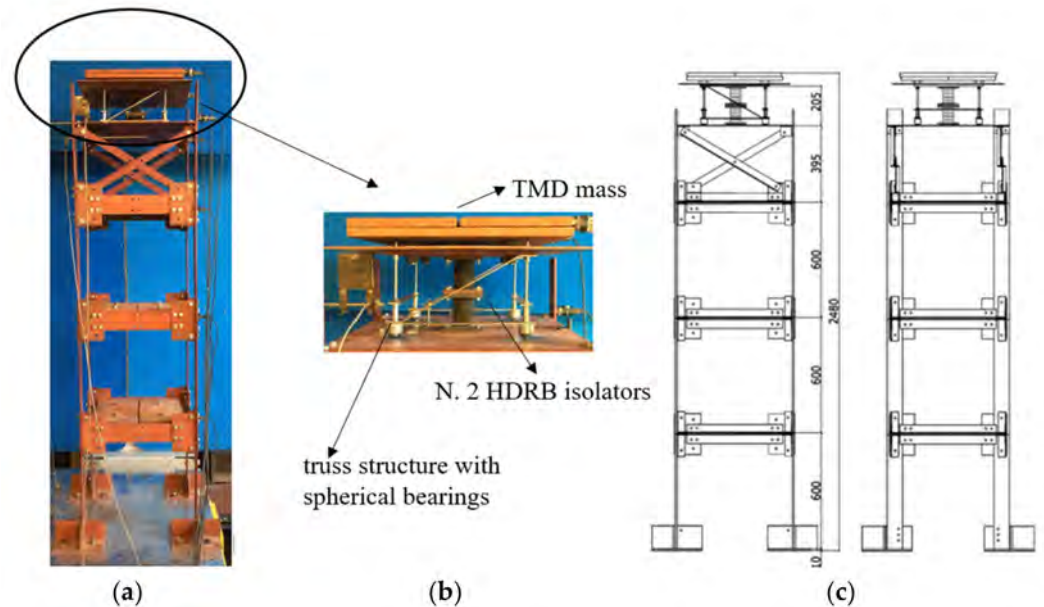 TMD mass
N. 2 HDRB isolators
truss structure with
spherical bearings
205
395
600
2480
600
600
10
(a)
(b)
(c)